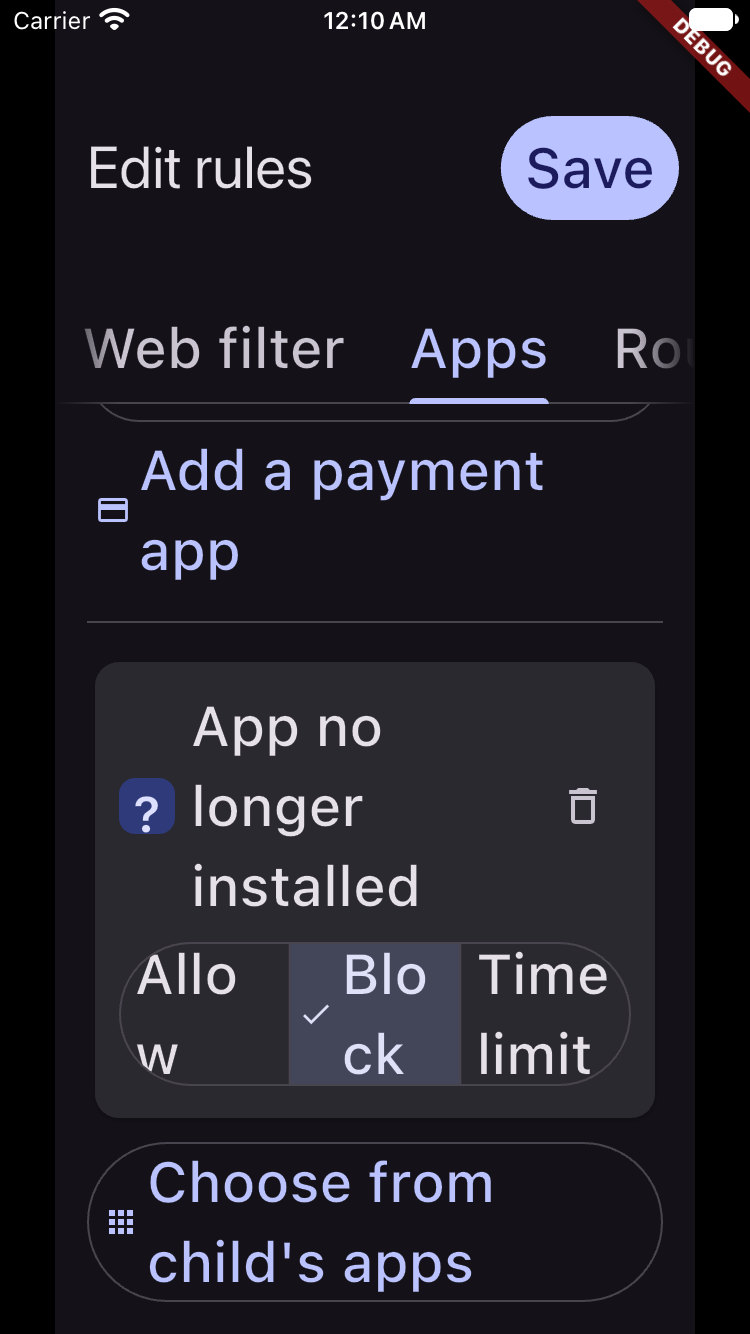 Carrier 12:10 AM
DEBUG
Edit rules Save
Web filter Apps Rou
Add a payment
app
App no
longer
installed
?
Allo
w
Blo
ck
Time
limit
Choose from
child's apps